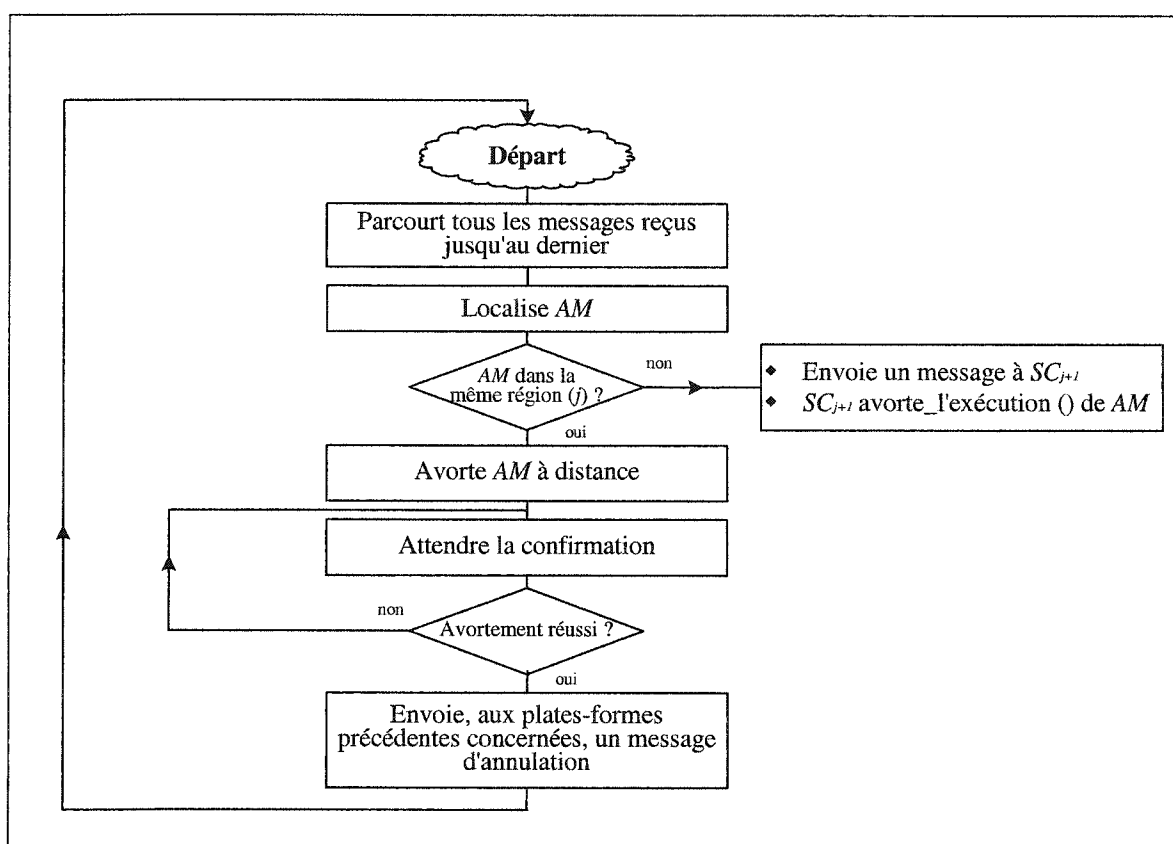 Départ
Parcourt tous les messages reçus
jusqu'au dernier
Localise AM
AM dans la
même région (j) ?
non
◆ Envoie un message à SCj+1
◆ SCj+1 avorte_l'exécution () de AM
oui
Avorte AM à distance
Attendre la confirmation
non
Avortement réussi ?
oui
Envoie, aux plates-formes
précédentes concernées, un message
d'annulation